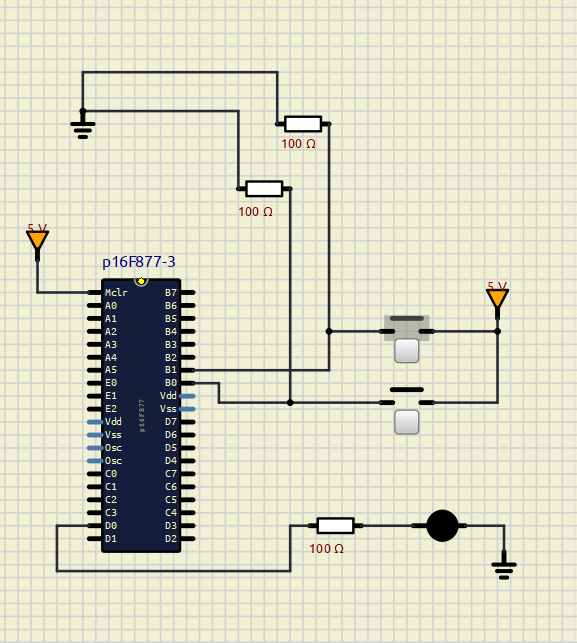 100 Ω
100 Ω
5 V
p16F877-3
5 V
Mclr B7
A0 B6
A1 B5
A2 B4
A3 B3
A4 B2
A5 B1
E0 B0
E1 Vdd
E2 Vss
Vdd D7
Vss D6
Osc D5
Osc D4
C0 C7
C1 C6
C2 C5
C3 C4
D0 D3
D1 D2
p16f877
100 Ω